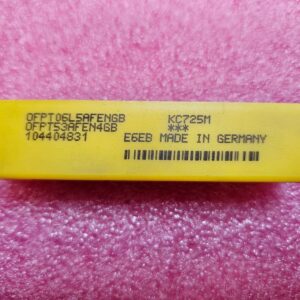 OFPT06L5AFENGB KC725M
OFPT53AFEN4GB ***
104404831 E6EB MADE IN GERMANY